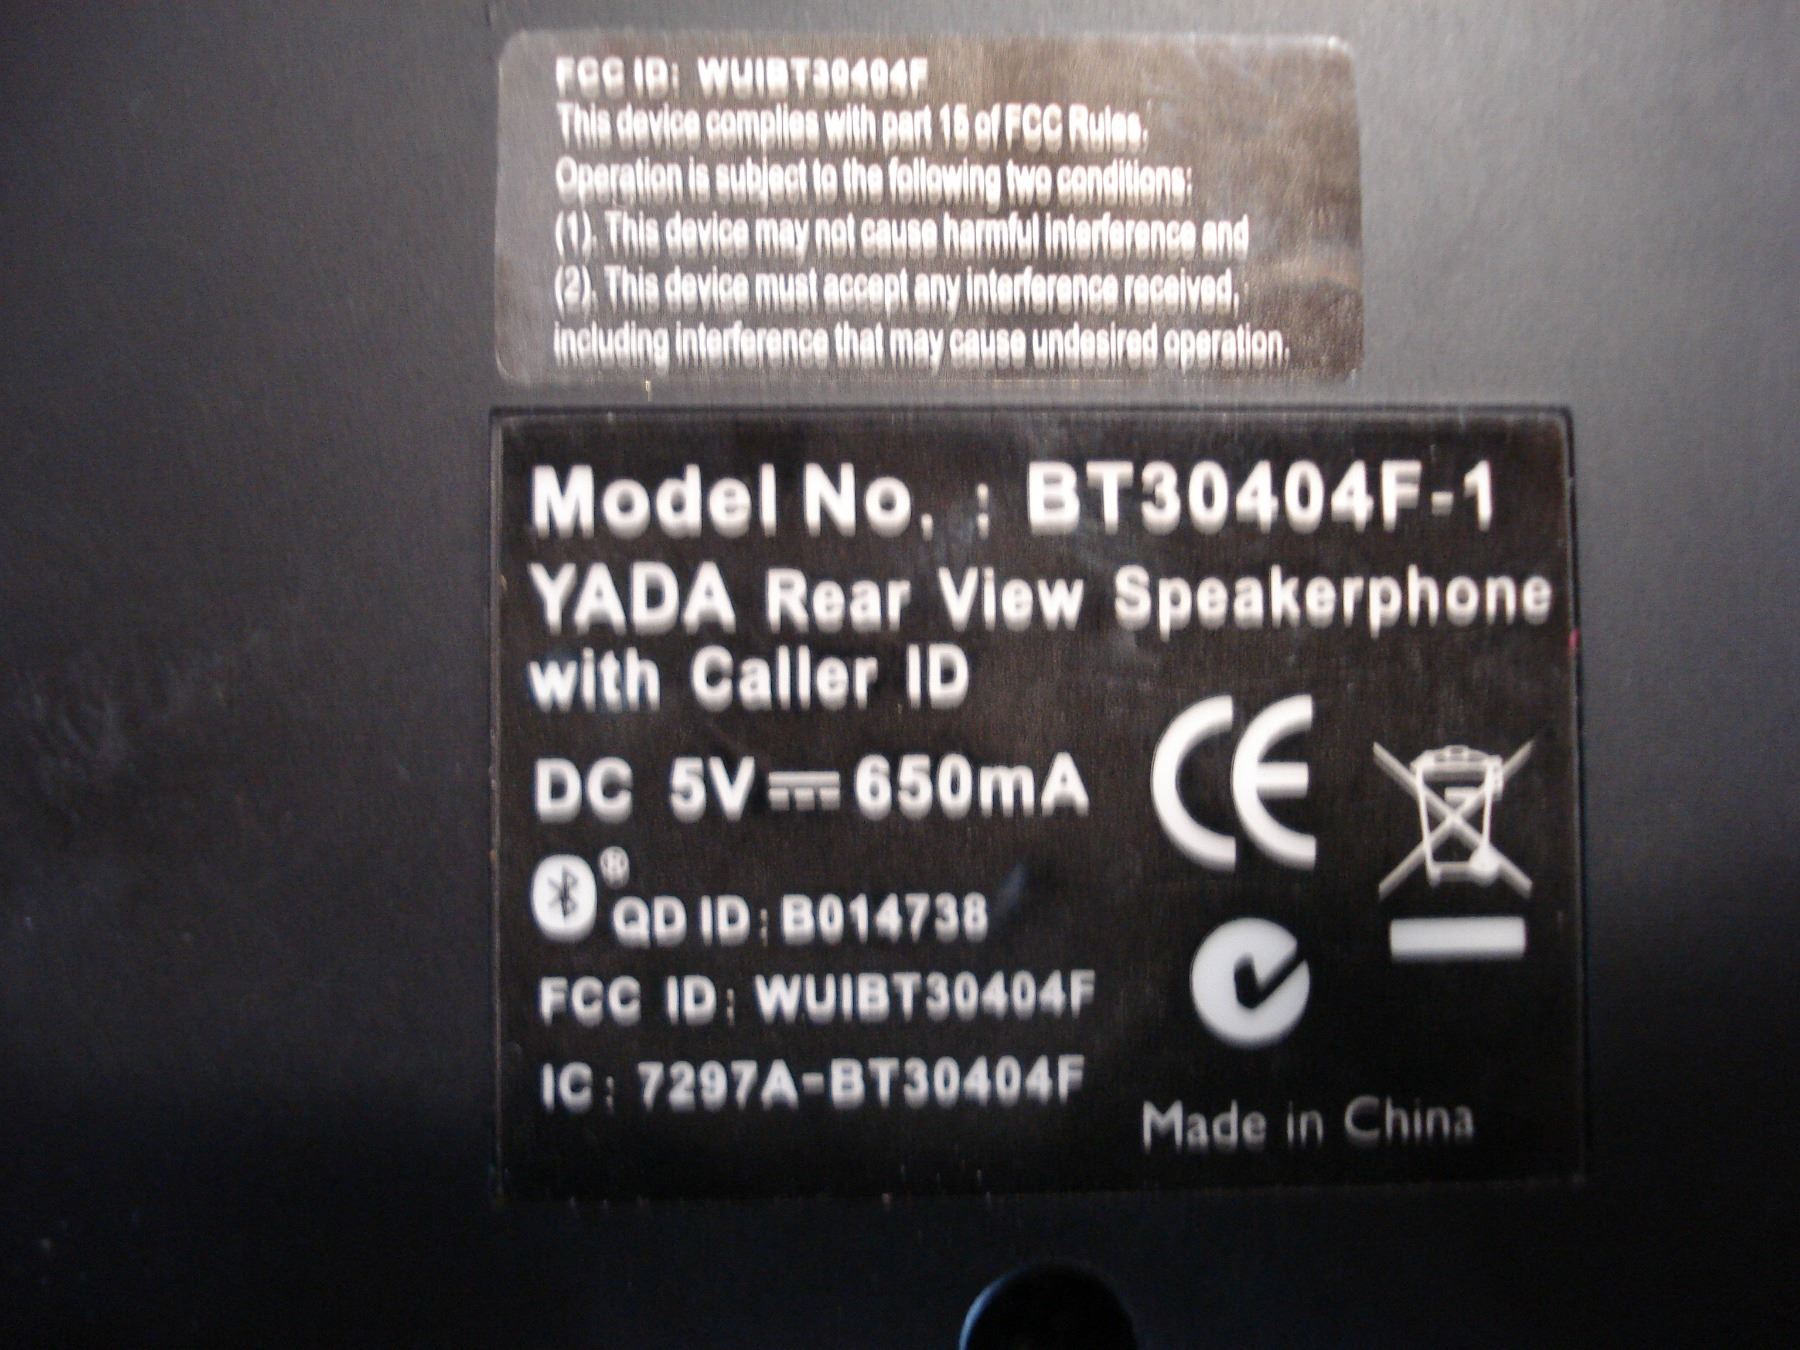 FCC ID: WUIBT30404F
This device complies with part 15 of FCC Rules.
Operation is subject to the following two conditions:
(1). This device may not cause harmful interference and
(2). This device must accept any interference received,
including interference that may cause undesired operation.
Model No. : BT30404F-1
YADA Rear View Speakerphone
with Caller ID
DC 5V 650mA
® QD ID: B014738
FCC ID: WUIBT30404F
IC: 7297A-BT30404F
CE
Made in China